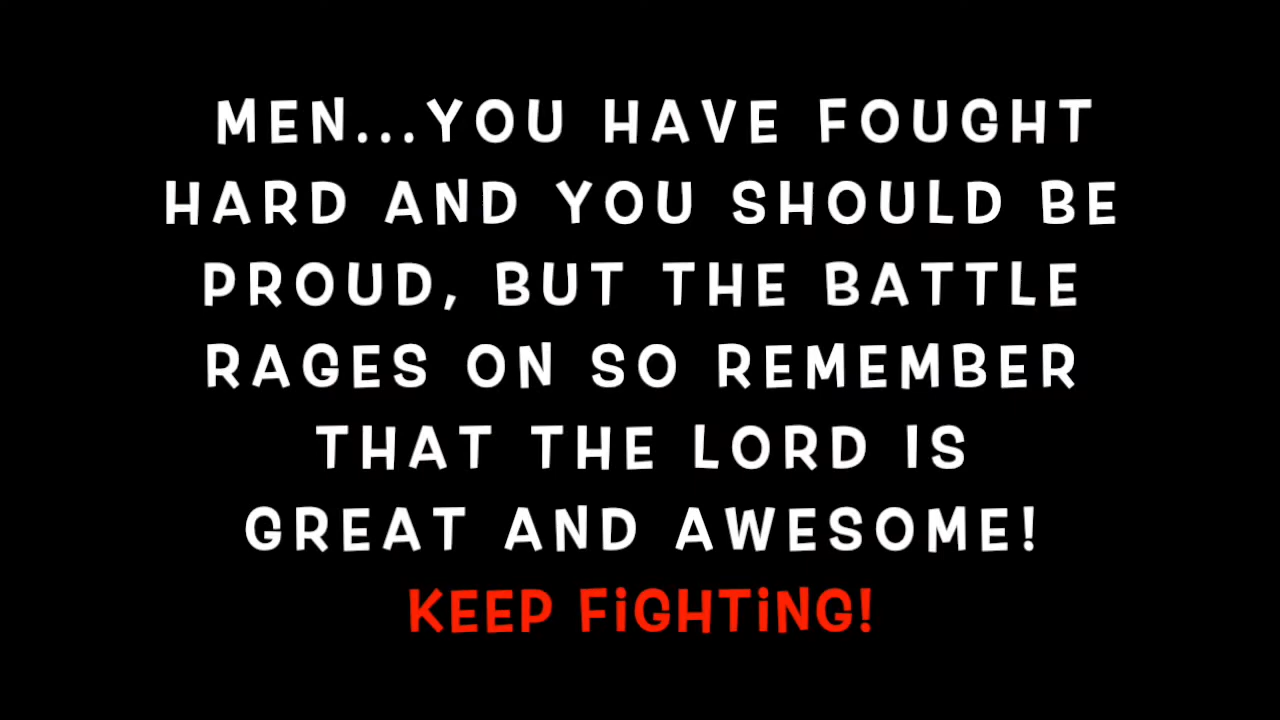 MEN...YOU HAVE FOUGHT
HARD AND YOU SHOULD BE
PROUD, BUT THE BATTLE
RAGES ON SO REMEMBER
THAT THE LORD IS
GREAT AND AWESOME!
KEEP FiGHTiNG!